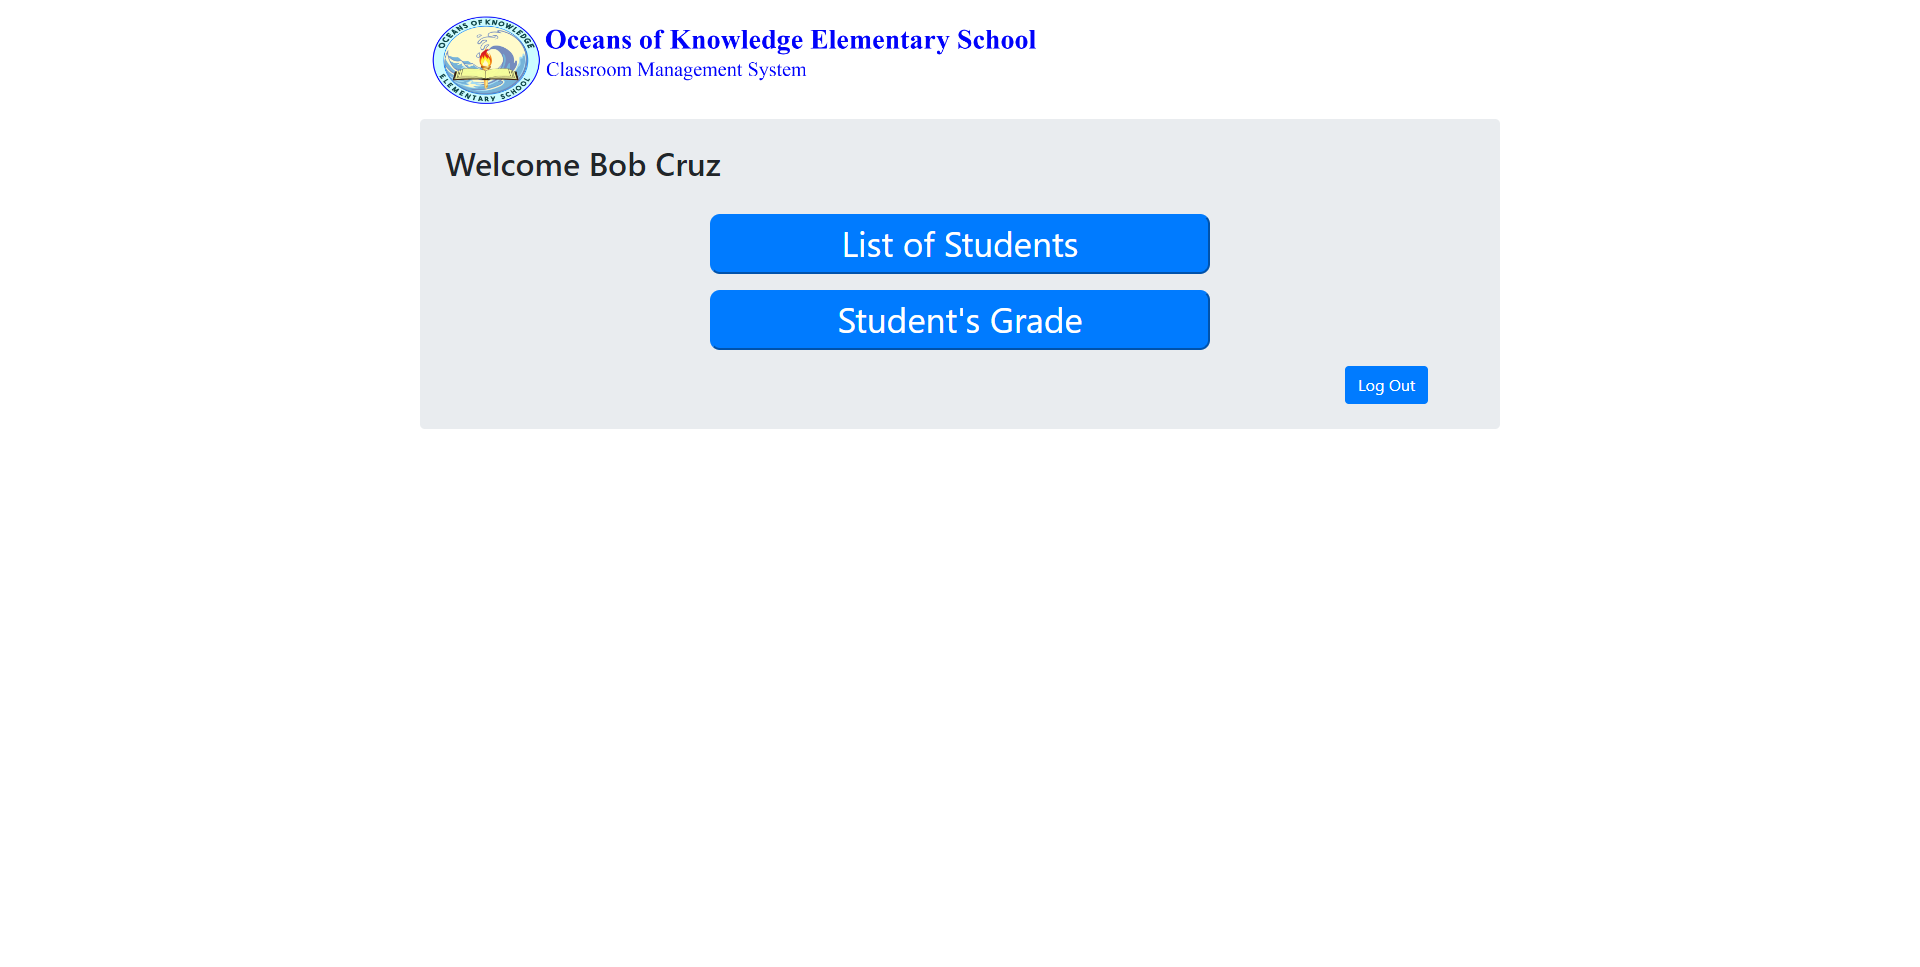 OCEANS OF KNOWLEDGE
ELEMENTARY SCHOOL
Oceans of Knowledge Elementary School
Classroom Management System
Welcome Bob Cruz
List of Students
Student's Grade
Log Out